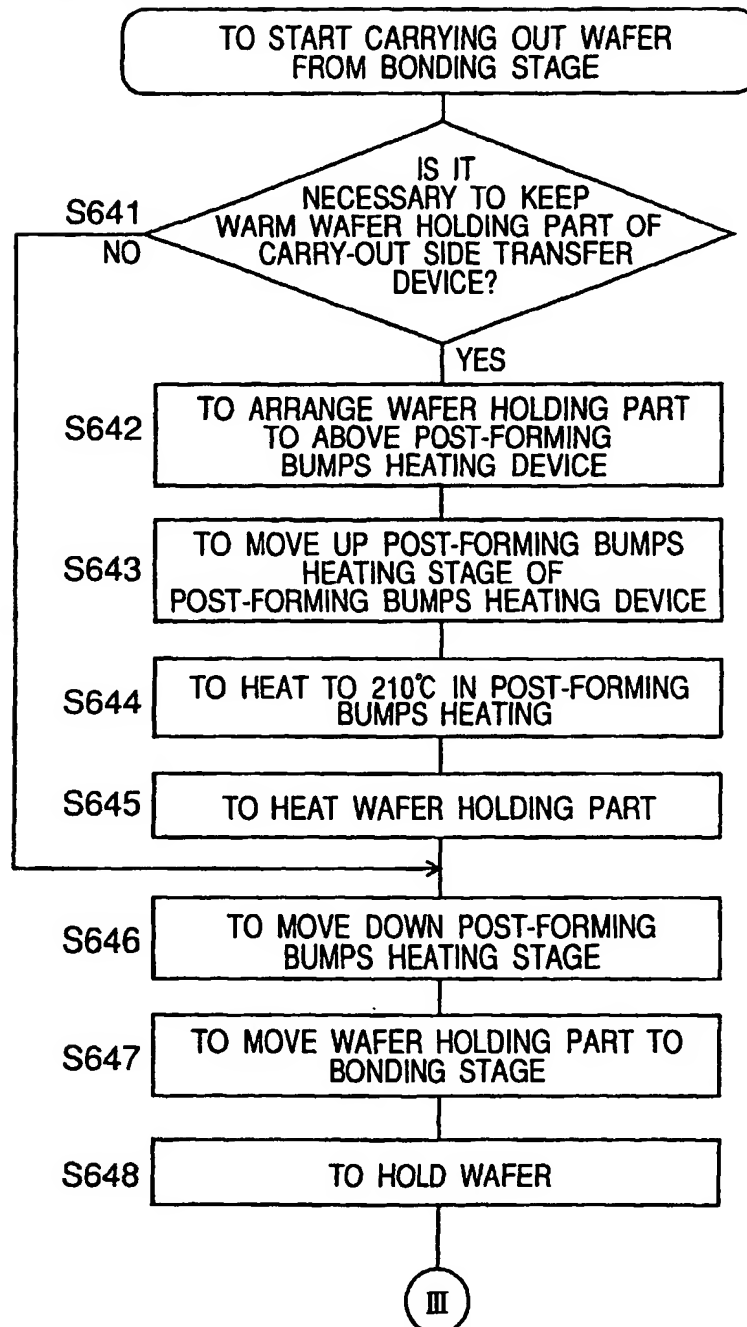 TO START CARRYING OUT WAFER
FROM BONDING STAGE
IS IT
NECESSARY TO KEEP
WARM WAFER HOLDING PART OF
CARRY-OUT SIDE TRANSFER
DEVICE?
S641
NO
YES
S642
TO ARRANGE WAFER HOLDING PART
TO ABOVE POST-FORMING
BUMPS HEATING DEVICE
S643
TO MOVE UP POST-FORMING BUMPS
HEATING STAGE OF
POST-FORMING BUMPS HEATING DEVICE
S644
TO HEAT TO 210℃ IN POST-FORMING
BUMPS HEATING
S645
TO HEAT WAFER HOLDING PART
S646
TO MOVE DOWN POST-FORMING
BUMPS HEATING STAGE
S647
TO MOVE WAFER HOLDING PART TO
BONDING STAGE
S648
TO HOLD WAFER
III